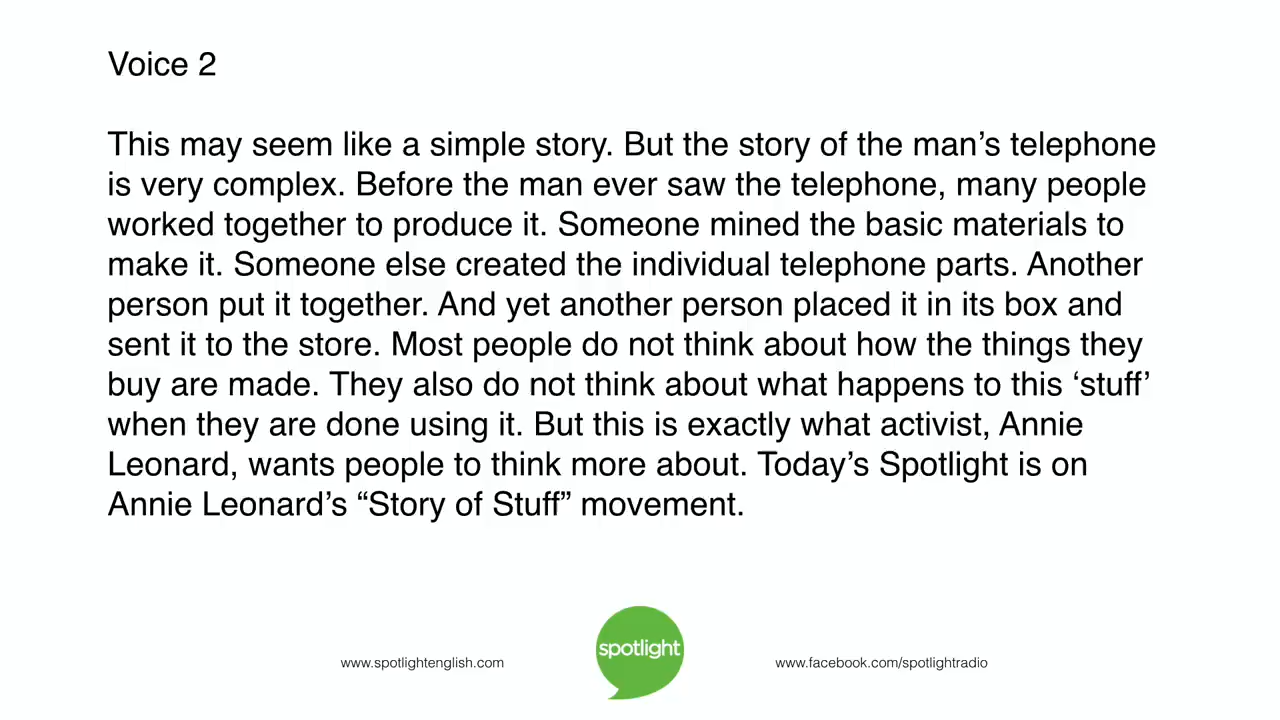 Voice 2
This may seem like a simple story. But the story of the man’s telephone
is very complex. Before the man ever saw the telephone, many people
worked together to produce it. Someone mined the basic materials to
make it. Someone else created the individual telephone parts. Another
person put it together. And yet another person placed it in its box and
sent it to the store. Most people do not think about how the things they
buy are made. They also do not think about what happens to this ‘stuff’
when they are done using it. But this is exactly what activist, Annie
Leonard, wants people to think more about. Today’s Spotlight is on
Annie Leonard’s “Story of Stuff” movement.
www.spotlightenglish.com
spotlight
www.facebook.com/spotlightradio